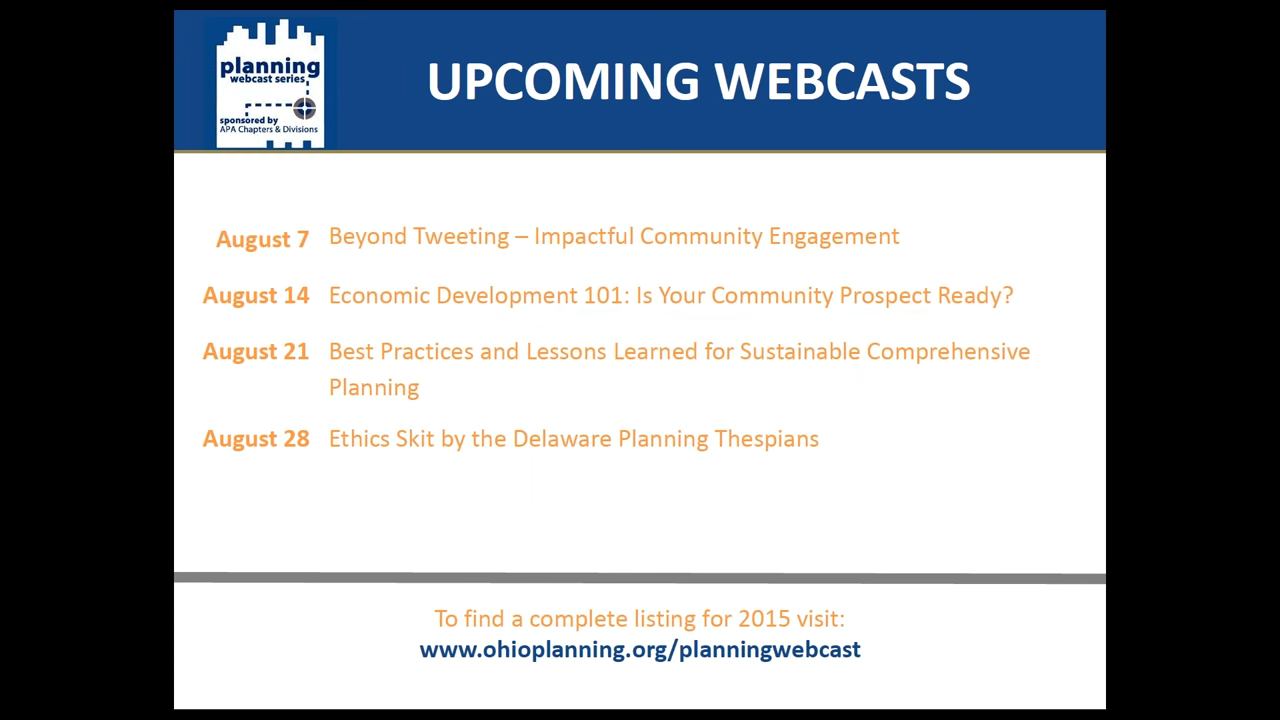 planning
webcast series
sponsored by
APA Chapters & Divisions
UPCOMING WEBCASTS
August 7 Beyond Tweeting – Impactful Community Engagement
August 14 Economic Development 101: Is Your Community Prospect Ready?
August 21 Best Practices and Lessons Learned for Sustainable Comprehensive
Planning
August 28 Ethics Skit by the Delaware Planning Thespians
To find a complete listing for 2015 visit:
www.ohioplanning.org/planningwebcast